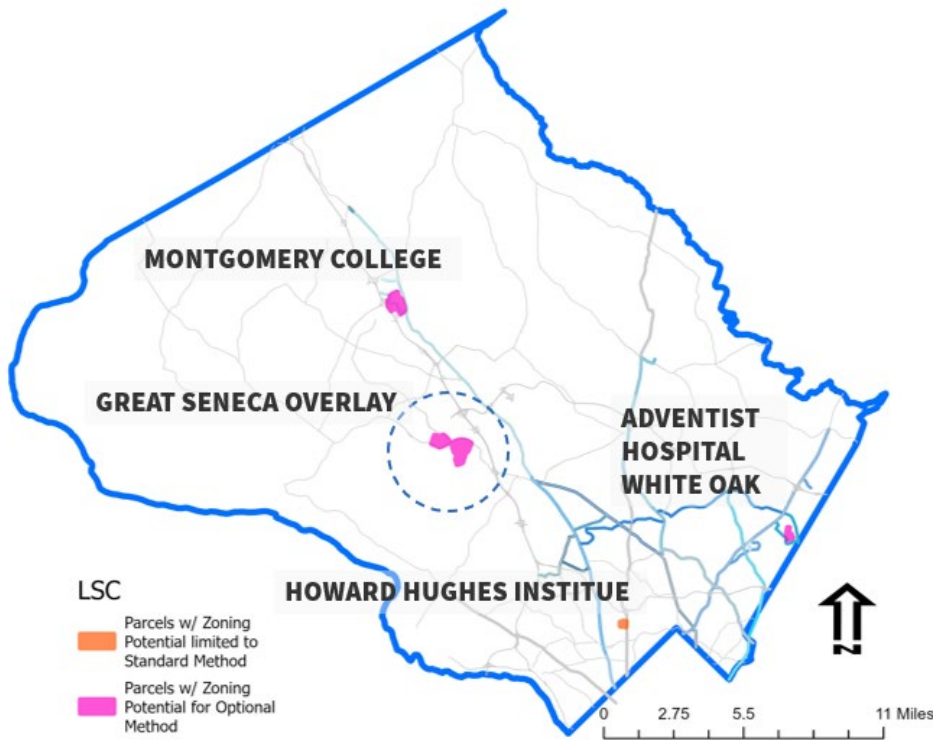 MONTGOMERY COLLEGE
GREAT SENECA OVERLAY
ADVENTIST
HOSPITAL
WHITE OAK
HOWARD HUGHES INSTITUE
LSC
Parcels w/ Zoning
Potential limited to
Standard Method
Parcels w/ Zoning
Potential for Optional
Method
N
0 2.75 5.5 11 Miles